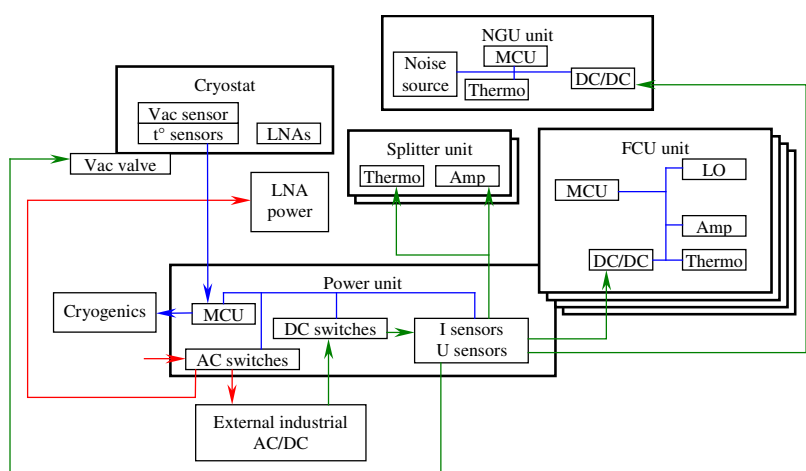 NGU unit
MCU
Noise
source
DC/DC
Thermo
Cryostat
Vac sensor
t° sensors
LNAs
Vac valve
LNA
power
Splitter unit
Thermo
Amp
FCU unit
LO
MCU
Amp
DC/DC
Thermo
Power unit
Cryogenics
MCU
DC switches
I sensors
U sensors
AC switches
External industrial
AC/DC